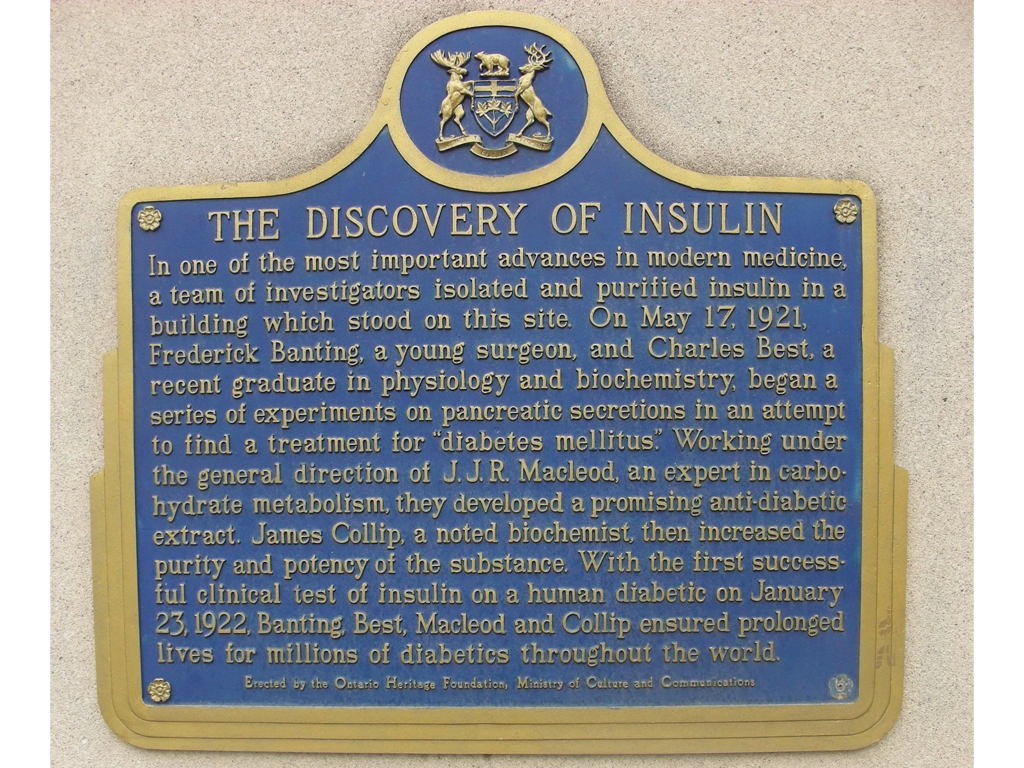 THE DISCOVERY OF INSULIN
In one of the most important advances in modern medicine,
a team of investigators isolated and purified insulin in a
building which stood on this site. On May 17, 1921,
Frederick Banting, a young surgeon, and Charles Best, a
recent graduate in physiology and biochemistry, began a
series of experiments on pancreatic secretions in an attempt
to find a treatment for "diabetes mellitus." Working under
the general direction of J.J.R. Macleod, an expert in carbo-
hydrate metabolism, they developed a promising anti-diabetic
extract. James Collip, a noted biochemist, then increased the
purity and potency of the substance. With the first success-
ful clinical test of insulin on a human diabetic on January
23, 1922, Banting, Best, Macleod and Collip ensured prolonged
lives for millions of diabetics throughout the world.
Erected by the Ontario Heritage Foundation, Ministry of Culture and Communications